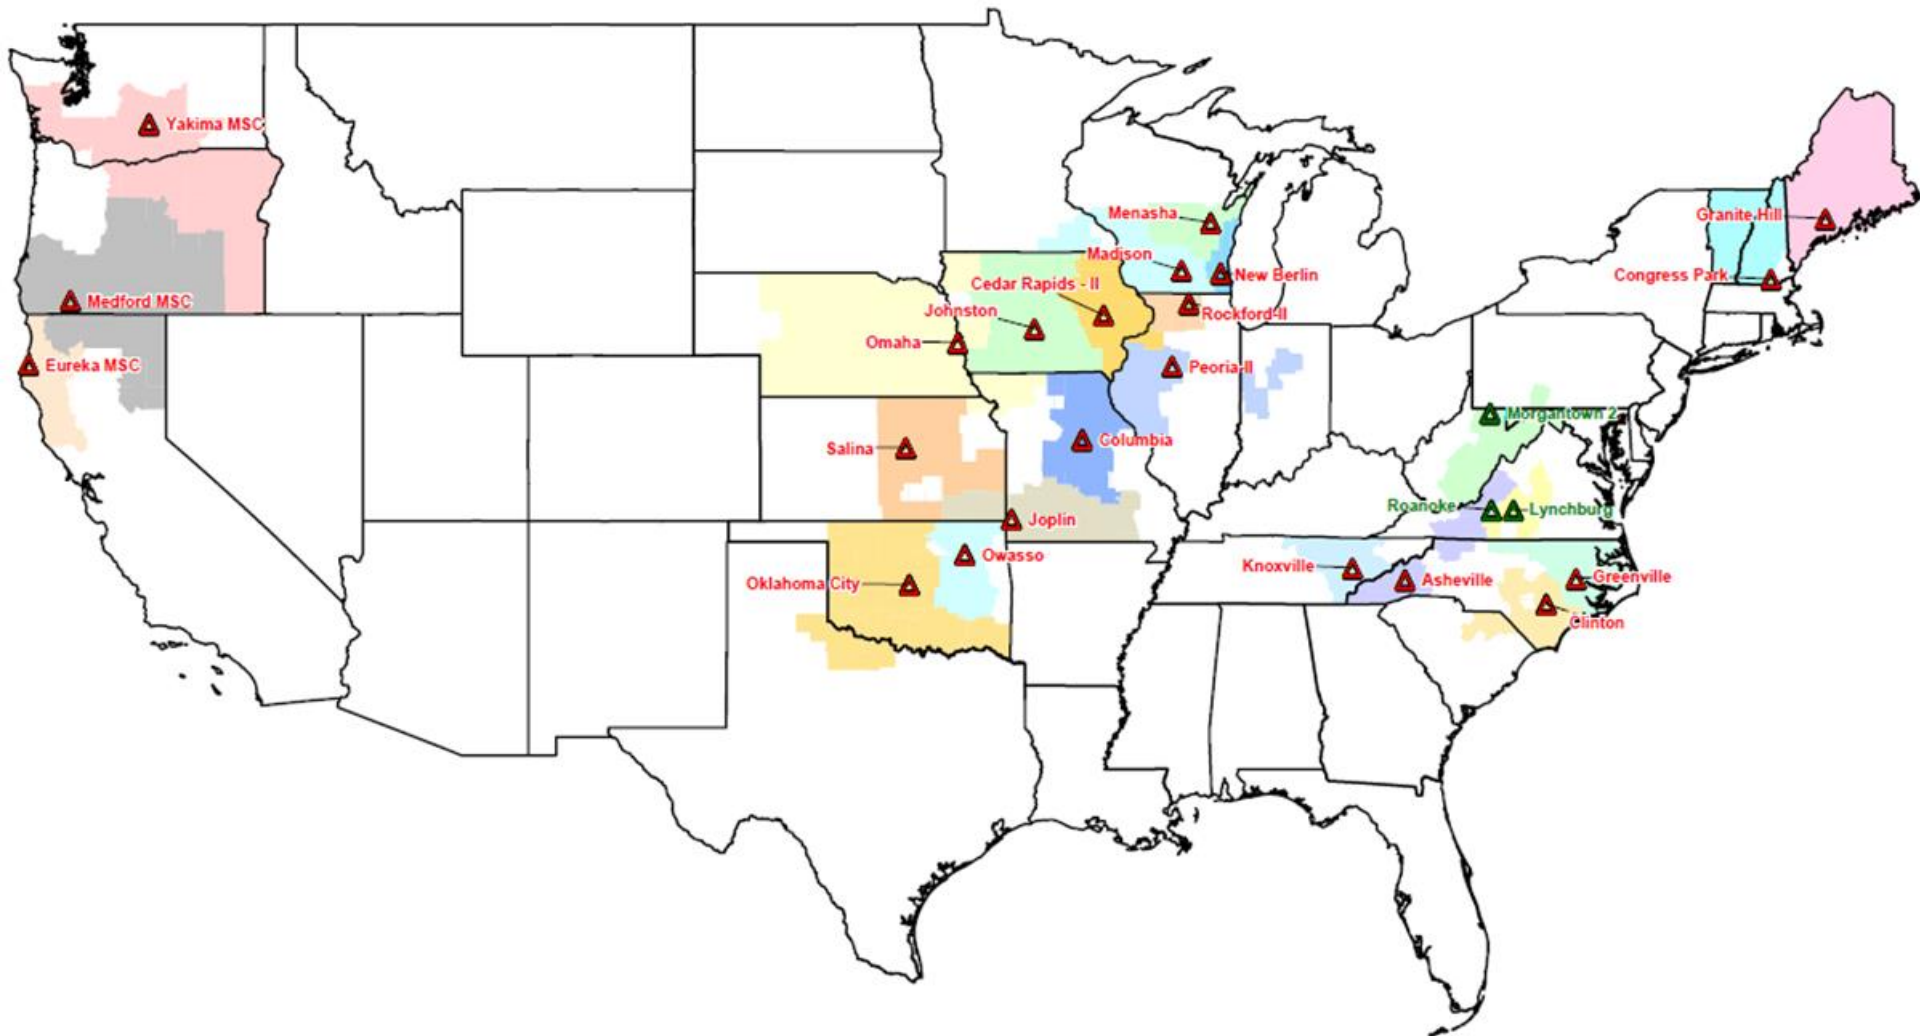 Yakima MSC
Medford MSC
Eureka MSC
Menasha
Madison
New Berlin
Cedar Rapids - II
Johnston
Rockford-II
Omaha
Peoria-II
Columbia
Salina
Joplin
Owasso
Oklahoma City
Granite Hill
Congress Park
Morgantown 2
Roanoke
Lynchburg
Knoxville
Asheville
Greenville
Clinton